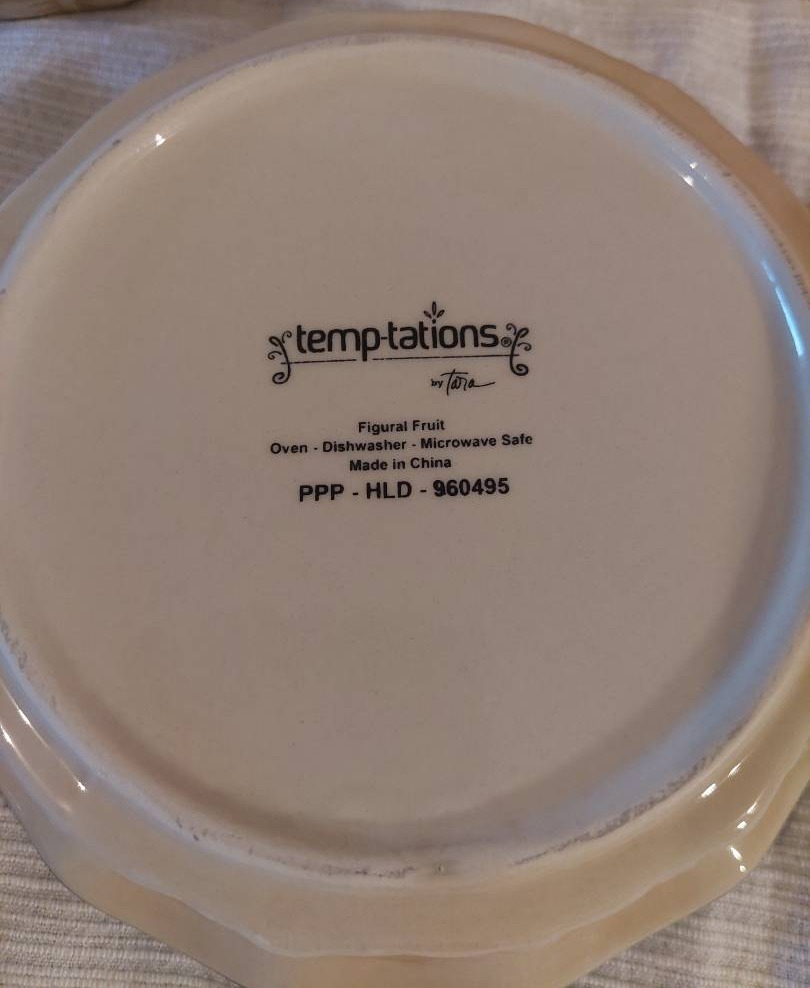 temp-tations®
by Tara
Figural Fruit
Oven - Dishwasher - Microwave Safe
Made in China
PPP - HLD - 960495